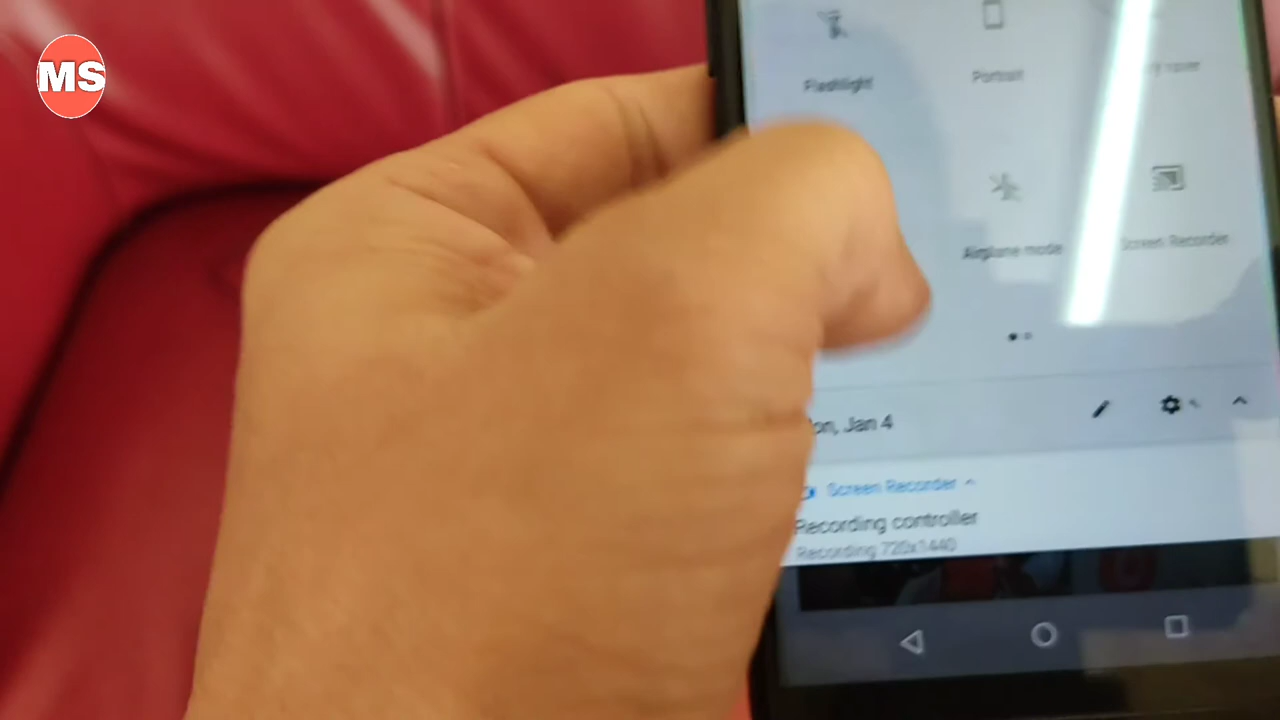 MS
Flashlight
Portrait
Airplane mode
Screen Recorder
on, Jan 4
Screen Recorder
Recording controller
Recording 720x1440